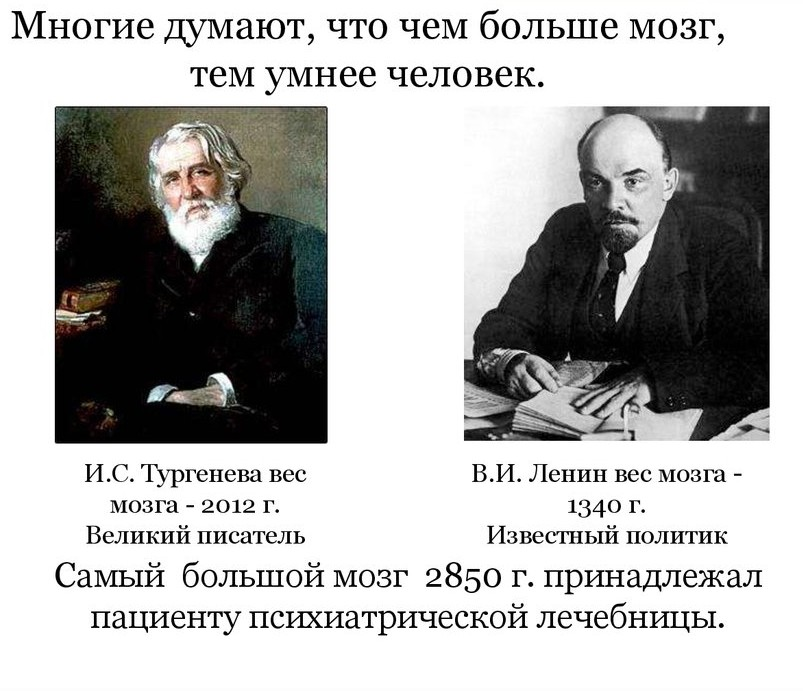 Многие думают, что чем больше мозг,
тем умнее человек.
И.С. Тургенева вес
мозга - 2012 г.
Великий писатель
В.И. Ленин вес мозга -
1340 г.
Известный политик
Самый большой мозг 2850 г. принадлежал
пациенту психиатрической лечебницы.